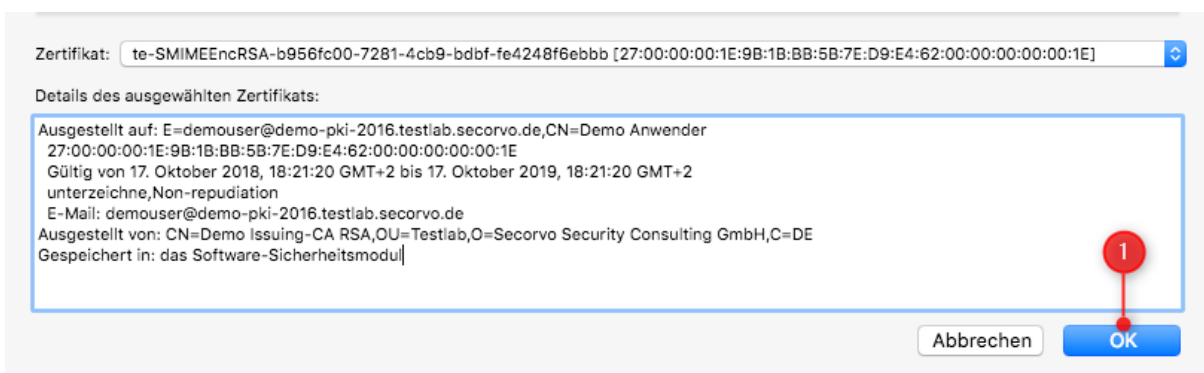 Zertifikat: te-SMIMEEncRSA-b956fc00-7281-4cb9-bdbf-fe4248f6ebbb [27:00:00:00:1E:9B:1B:BB:5B:7E:D9:E4:62:00:00:00:00:00:1E]
Details des ausgewählten Zertifikats:
Ausgestellt auf: E=demouser@demo-pki-2016.testlab.secorvo.de,CN=Demo Anwender
27:00:00:00:1E:9B:1B:BB:5B:7E:D9:E4:62:00:00:00:00:00:1E
Gültig von 17. Oktober 2018, 18:21:20 GMT+2 bis 17. Oktober 2019, 18:21:20 GMT+2
unterzeichne,Non-repudiation
E-Mail: demouser@demo-pki-2016.testlab.secorvo.de
Ausgestellt von: CN=Demo Issuing-CA RSA,OU=Testlab,O=Secorvo Security Consulting GmbH,C=DE
Gespeichert in: das Software-Sicherheitsmodul
1
Abbrechen OK